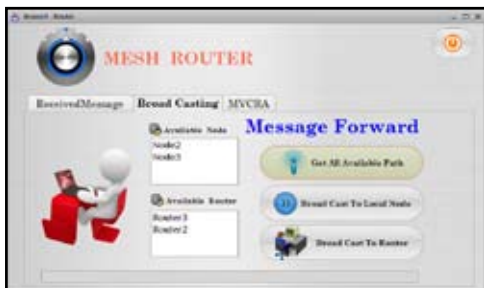 MESH ROUTER
ReceivedMessage
Broad Casting
MVCRA
Message Forward
Available Node
Node2
Node3
Get All Available Path
Broad Cast To Local Node
Available Router
Router3
Router2
Broad Cast To Router